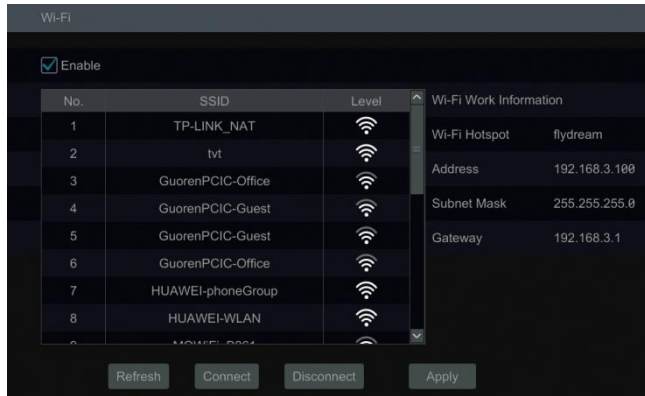 Wi-Fi
Enable
No. SSID Level
1 TP-LINK_NAT
2 tvt
3 GuorenPCIC-Office
4 GuorenPCIC-Guest
5 GuorenPCIC-Guest
6 GuorenPCIC-Office
7 HUAWEI-phoneGroup
8 HUAWEI-WLAN
Wi-Fi Work Information
Wi-Fi Hotspot flydream
Address 192.168.3.100
Subnet Mask 255.255.255.0
Gateway 192.168.3.1
Refresh Connect Disconnect Apply